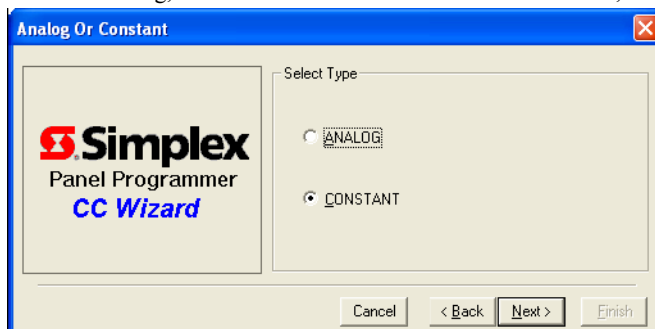 Analog Or Constant
Select Type
Simplex
Panel Programmer
CC Wizard
ANALOG
CONSTANT
Cancel
< Back
Next >
Finish